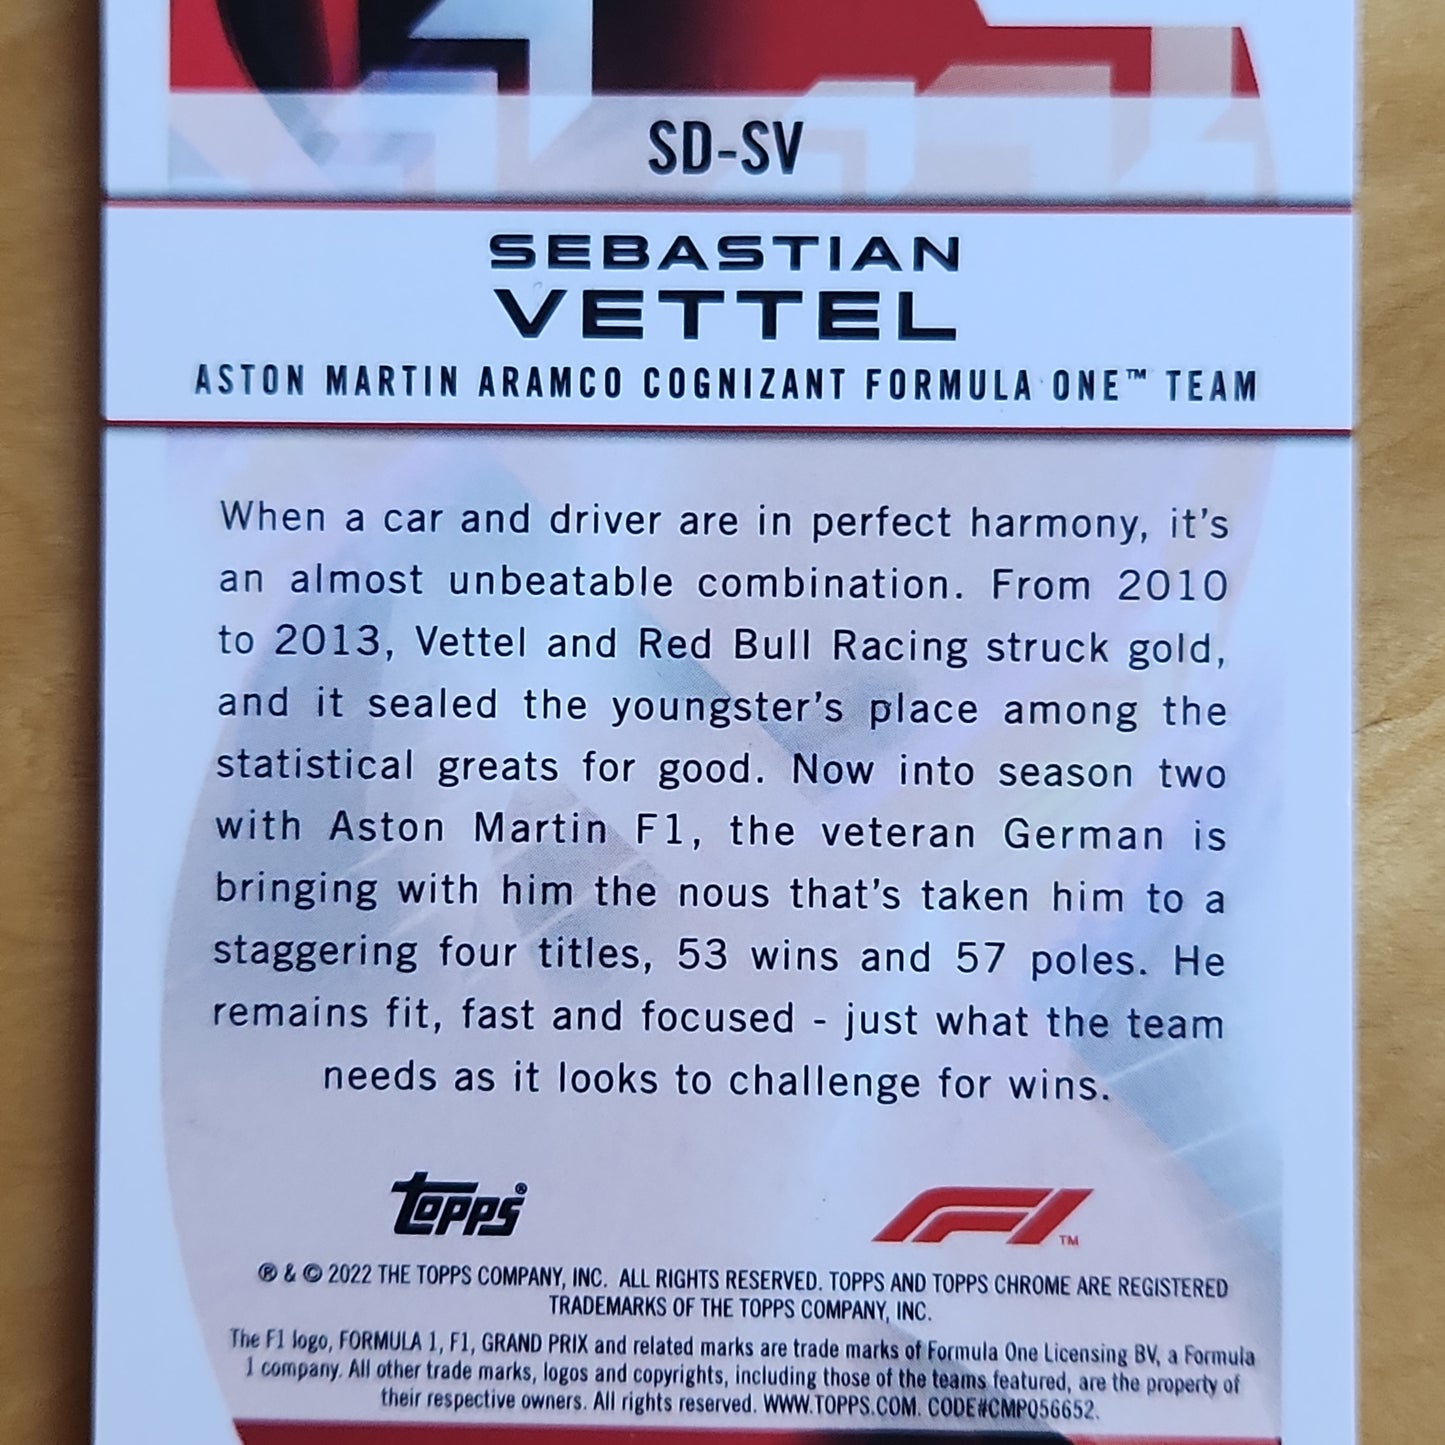 SD-SV
SEBASTIAN
VETTEL
ASTON MARTIN ARAMCO COGNIZANT FORMULA ONE™ TEAM
When a car and driver are in perfect harmony, it's
an almost unbeatable combination. From 2010
to 2013, Vettel and Red Bull Racing struck gold,
and it sealed the youngster's place among the
statistical greats for good. Now into season two
with Aston Martin F1, the veteran German is
bringing with him the nous that's taken him to a
staggering four titles, 53 wins and 57 poles. He
remains fit, fast and focused - just what the team
needs as it looks to challenge for wins.
topps®
F1™
® & © 2022 THE TOPPS COMPANY, INC. ALL RIGHTS RESERVED. TOPPS AND TOPPS CHROME ARE REGISTERED
TRADEMARKS OF THE TOPPS COMPANY, INC.
The F1 logo, FORMULA 1, F1, GRAND PRIX and related marks are trade marks of Formula One Licensing BV, a Formula
1 company. All other trade marks, logos and copyrights, including those of the teams featured, are the property of
their respective owners. All rights reserved. WWW.TOPPS.COM. CODE#CMP056652.